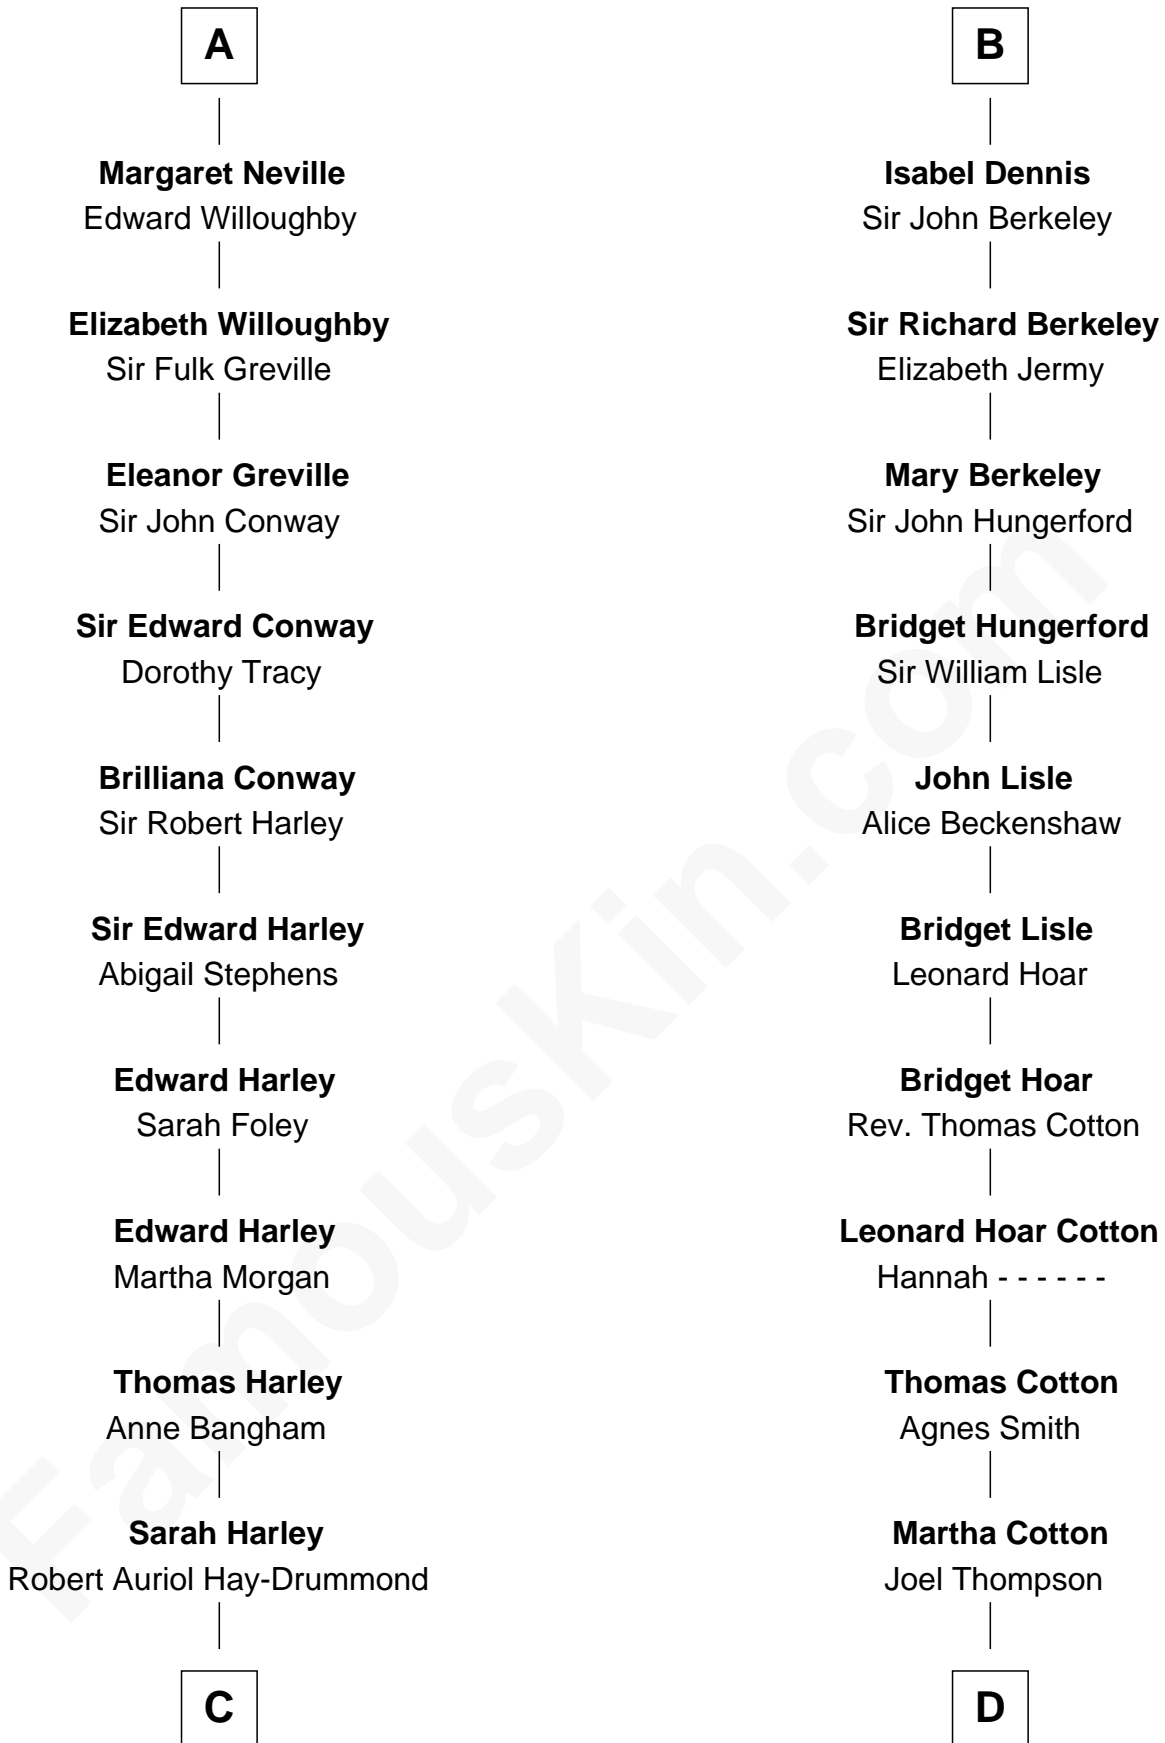 A
Margaret Neville
Edward Willoughby
Elizabeth Willoughby
Sir Fulk Greville
Eleanor Greville
Sir John Conway
Sir Edward Conway
Dorothy Tracy
Brilliana Conway
Sir Robert Harley
Sir Edward Harley
Abigail Stephens
Edward Harley
Sarah Foley
Edward Harley
Martha Morgan
Thomas Harley
Anne Bangham
Sarah Harley
Robert Auriol Hay-Drummond
C
B
Isabel Dennis
Sir John Berkeley
Sir Richard Berkeley
Elizabeth Jermy
Mary Berkeley
Sir John Hungerford
Bridget Hungerford
Sir William Lisle
John Lisle
Alice Beckenshaw
Bridget Lisle
Leonard Hoar
Bridget Hoar
Rev. Thomas Cotton
Leonard Hoar Cotton
Hannah - - - - - -
Thomas Cotton
Agnes Smith
Martha Cotton
Joel Thompson
D
FamousKin.com